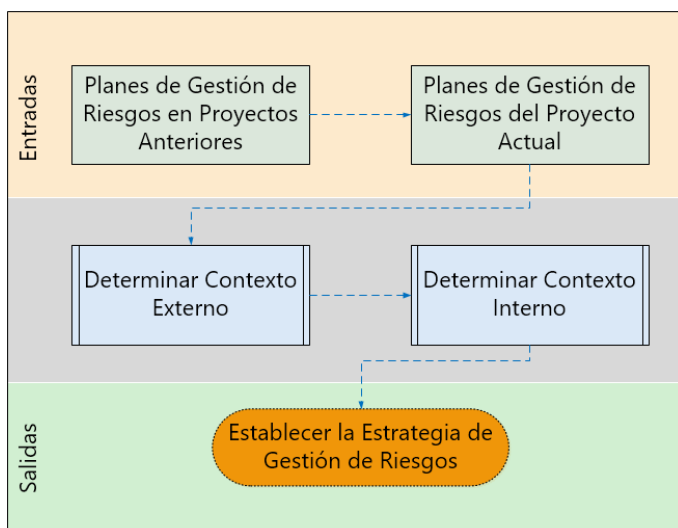 Entradas
Planes de Gestión de
Riesgos en Proyectos
Anteriores
Planes de Gestión de
Riesgos del Proyecto
Actual
Determinar Contexto
Externo
Determinar Contexto
Interno
Salidas
Establecer la Estrategia de
Gestión de Riesgos